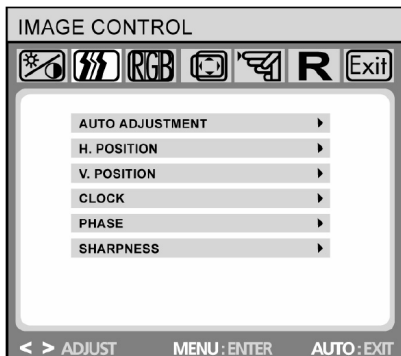 IMAGE CONTROL
RGB R Exit
AUTO ADJUSTMENT
H. POSITION
V. POSITION
CLOCK
PHASE
SHARPNESS
< > ADJUST MENU : ENTER AUTO : EXIT